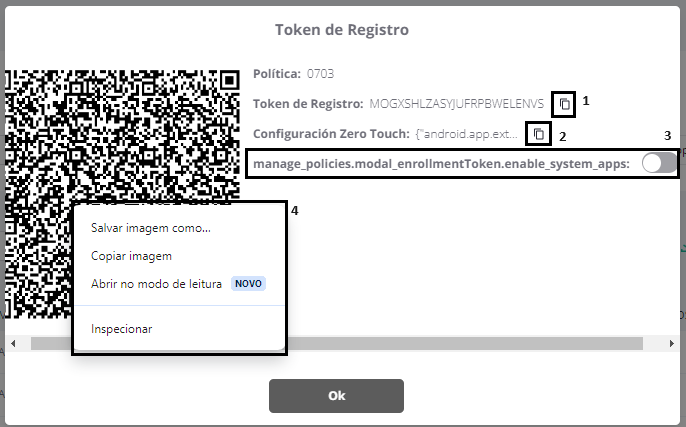 Token de Registro
Política: 0703
Token de Registro: MOGXSHLZASYJUFRPBWELENVS 1
Configuración Zero Touch: {"android.app.ext... 2
3
manage_policies.modal_enrollmentToken.enable_system_apps:
4
Salvar imagem como...
Copiar imagem
Abrir no modo de leitura NOVO
Inspecionar
Ok